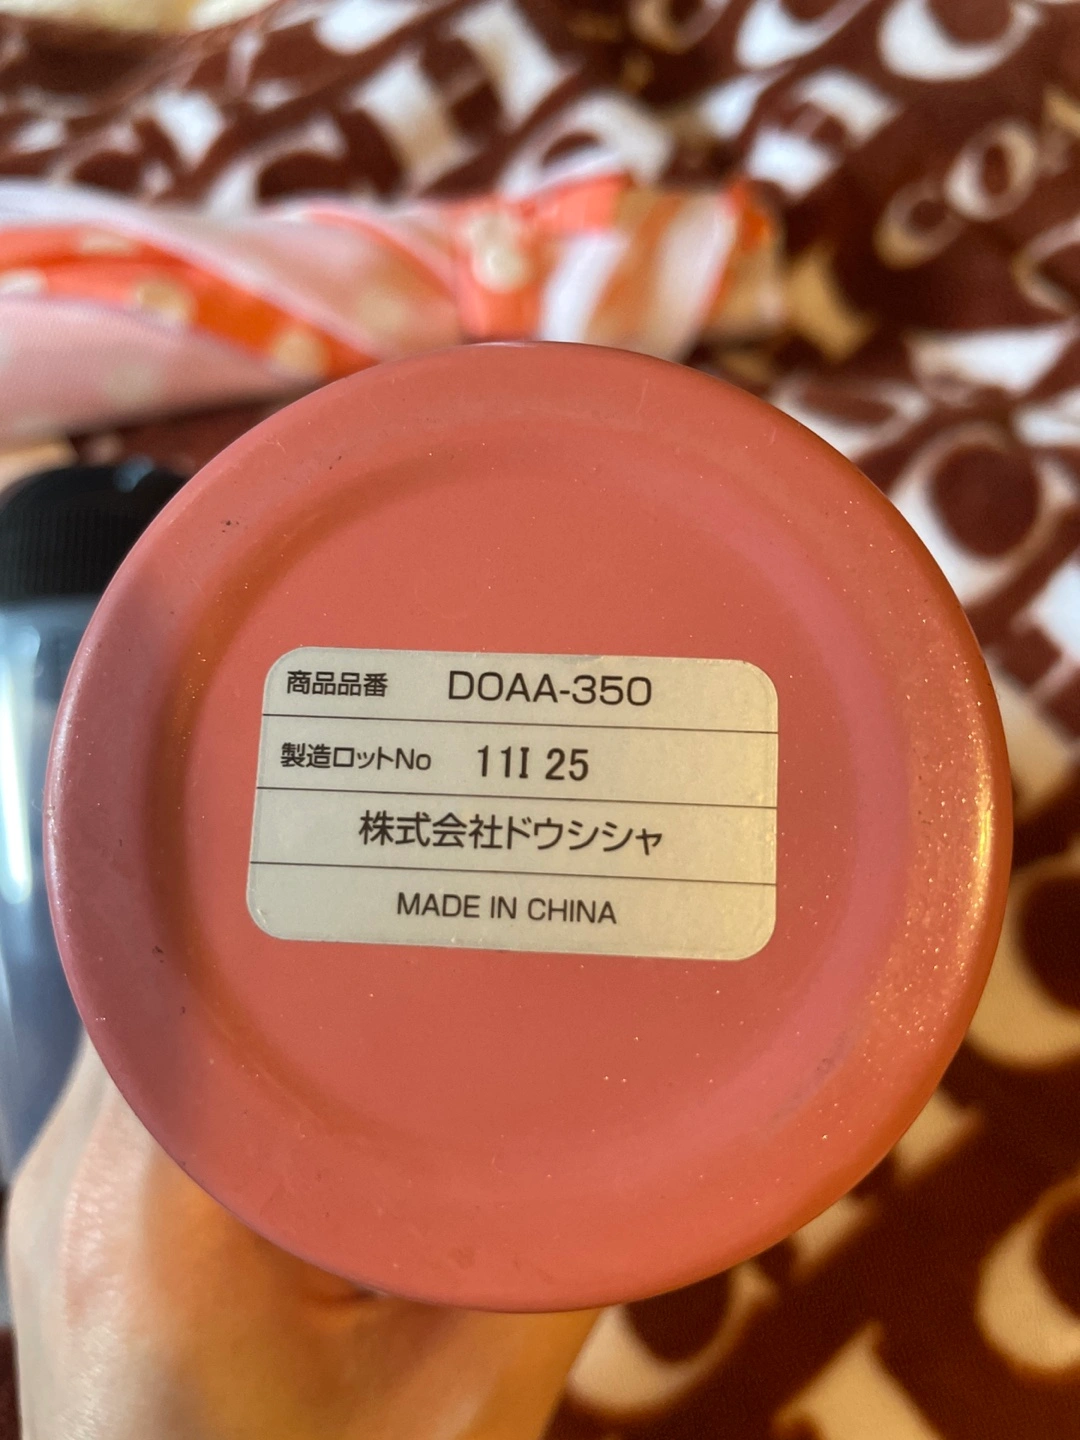 商品品番 DOAA-350
製造ロットNo 11I 25
株式会社ドウシシャ
MADE IN CHINA